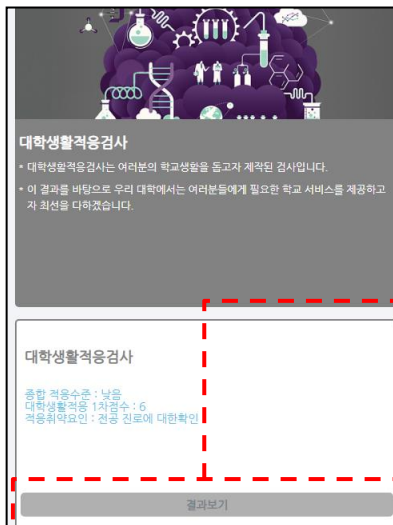 대학생활적응검사
* 대학생활적응검사는 여러분의 학교생활을 돕고자 제작된 검사입니다.
* 이 결과를 바탕으로 우리 대학에서는 여러분들에게 필요한 학교 서비스를 제공하고
자 최선을 다하겠습니다.
대학생활적응검사
종합 적응수준 : 낮음
대학생활적응 1차점수 : 6
적응취약요인 : 전공 진로에 대한확인
결과보기